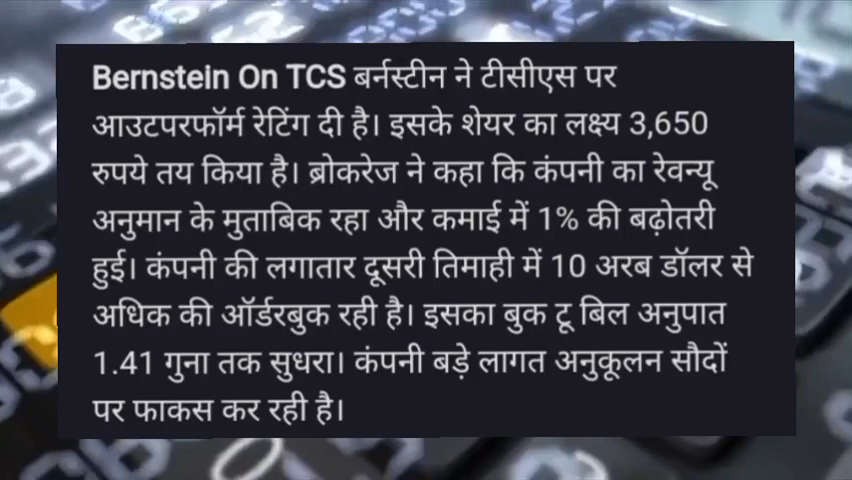 Bernstein On TCS बर्नस्टीन ने टीसीएस पर
आउटपरफॉर्म रेटिंग दी है। इसके शेयर का लक्ष्य 3,650
रुपये तय किया है। ब्रोकरेज ने कहा कि कंपनी का रेवन्यू
अनुमान के मुताबिक रहा और कमाई में 1% की बढ़ोतरी
हुई। कंपनी की लगातार दूसरी तिमाही में 10 अरब डॉलर से
अधिक की ऑर्डरबुक रही है। इसका बुक टू बिल अनुपात
1.41 गुना तक सुधरा। कंपनी बड़े लागत अनुकूलन सौदों
पर फाकस कर रही है।